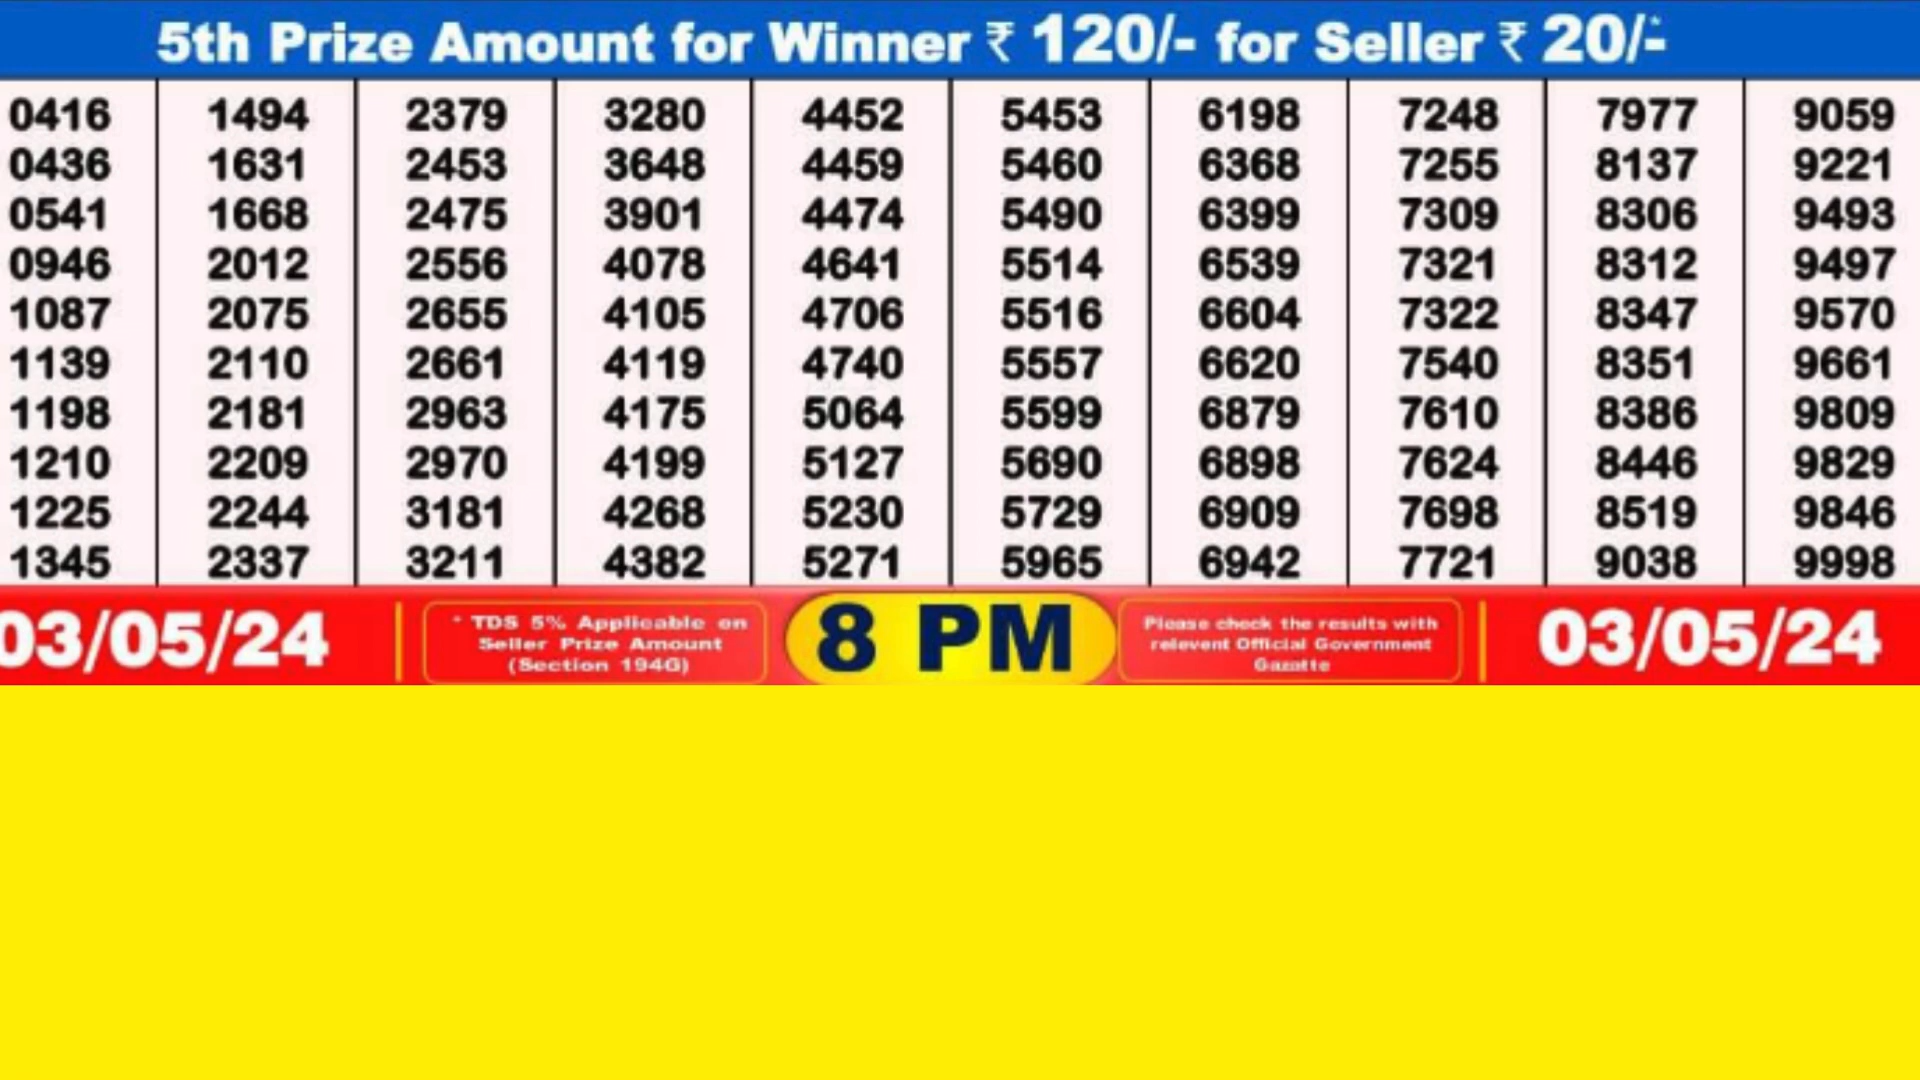 5th Prize Amount for Winner ₹ 120/- for Seller ₹ 20/-*
0416 1494 2379 3280 4452 5453 6198 7248 7977 9059
0436 1631 2453 3648 4459 5460 6368 7255 8137 9221
0541 1668 2475 3901 4474 5490 6399 7309 8306 9493
0946 2012 2556 4078 4641 5514 6539 7321 8312 9497
1087 2075 2655 4105 4706 5516 6604 7322 8347 9570
1139 2110 2661 4119 4740 5557 6620 7540 8351 9661
1198 2181 2963 4175 5064 5599 6879 7610 8386 9809
1210 2209 2970 4199 5127 5690 6898 7624 8446 9829
1225 2244 3181 4268 5230 5729 6909 7698 8519 9846
1345 2337 3211 4382 5271 5965 6942 7721 9038 9998
03/05/24
* TDS 5% Applicable on
Seller Prize Amount
(Section 194G)
8 PM
Please check the results with
relevent Official Government
Gazatte
03/05/24